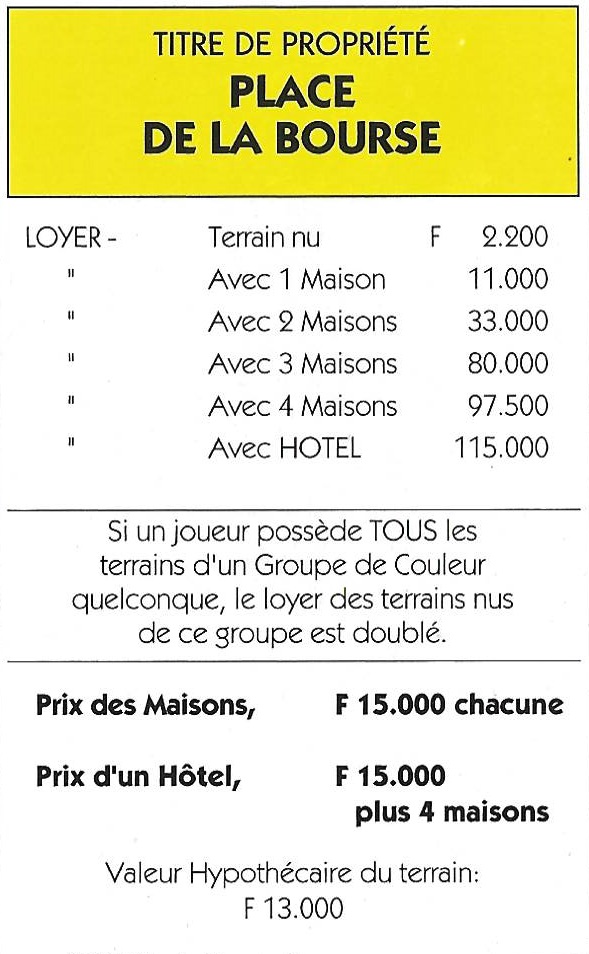 TITRE DE PROPRIÉTÉ
PLACE
DE LA BOURSE
LOYER - Terrain nu F 2.200
" Avec 1 Maison 11.000
" Avec 2 Maisons 33.000
" Avec 3 Maisons 80.000
" Avec 4 Maisons 97.500
" Avec HOTEL 115.000
Si un joueur possède TOUS les
terrains d'un Groupe de Couleur
quelconque, le loyer des terrains nus
de ce groupe est doublé.
Prix des Maisons, F 15.000 chacune
Prix d'un Hôtel, F 15.000
plus 4 maisons
Valeur Hypothécaire du terrain:
F 13.000